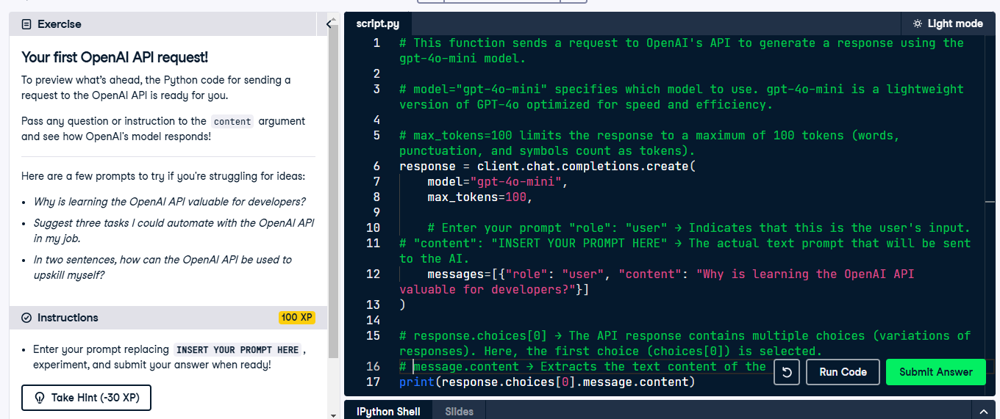 Exercise
Your first OpenAI API request!
To preview what's ahead, the Python code for sending a
request to the OpenAI API is ready for you.
Pass any question or instruction to the content argument
and see how OpenAI's model responds!
Here are a few prompts to try if you're struggling for ideas:
• Why is learning the OpenAI API valuable for developers?
• Suggest three tasks I could automate with the OpenAI API
in my job.
• In two sentences, how can the OpenAI API be used to
upskill myself?
Instructions
100 XP
• Enter your prompt replacing INSERT YOUR PROMPT HERE,
experiment, and submit your answer when ready!
Take Hint (-30 XP)
script.py
Light mode
1 # This function sends a request to OpenAI's API to generate a response using the
gpt-4o-mini model.
2
3 # model="gpt-4o-mini" specifies which model to use. gpt-4o-mini is a lightweight
version of GPT-4o optimized for speed and efficiency.
4
5 # max_tokens=100 limits the response to a maximum of 100 tokens (words,
punctuation, and symbols count as tokens).
6 response = client.chat.completions.create(
7 model="gpt-4o-mini",
8 max_tokens=100,
9
10 # Enter your prompt "role": "user" → Indicates that this is the user's input.
11 # "content": "INSERT YOUR PROMPT HERE" → The actual text prompt that will be sent
to the AI.
12 messages=[{"role": "user", "content": "Why is learning the OpenAI API
valuable for developers?"}]
13 )
14
15 # response.choices[0] → The API response contains multiple choices (variations of
responses). Here, the first choice (choices[0]) is selected.
16 # message.content → Extracts the text content of the
17 print(response.choices[0].message.content)
Run Code
Submit Answer
IPython Shell
Slides